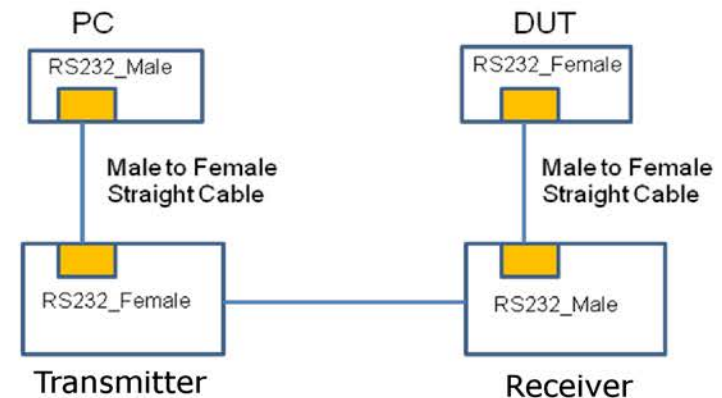 PC
DUT
RS232_Male
RS232_Female
Male to Female
Straight Cable
Male to Female
Straight Cable
RS232_Female
RS232_Male
Transmitter
Receiver